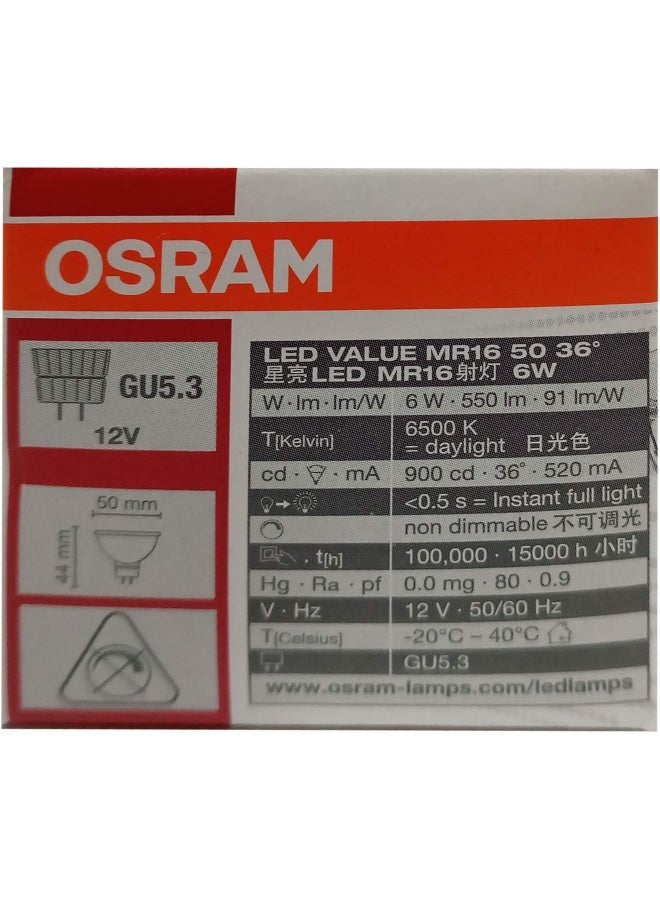 OSRAM
GU5.3
12V
50 mm
44 mm
LED VALUE MR16 50 36°
星亮LED MR16射灯 6W
W·lm·lm/W 6 W · 550 lm · 91 lm/W
T[Kelvin] 6500 K
= daylight 日光色
cd · · mA 900 cd · 36° · 520 mA
<0.5 s = Instant full light
non dimmable 不可调光
. t[h] 100,000 · 15000 h 小时
Hg · Ra · pf 0.0 mg · 80 · 0.9
V · Hz 12 V · 50/60 Hz
T[Celsius] -20°C – 40°C
GU5.3
www.osram-lamps.com/ledlamps